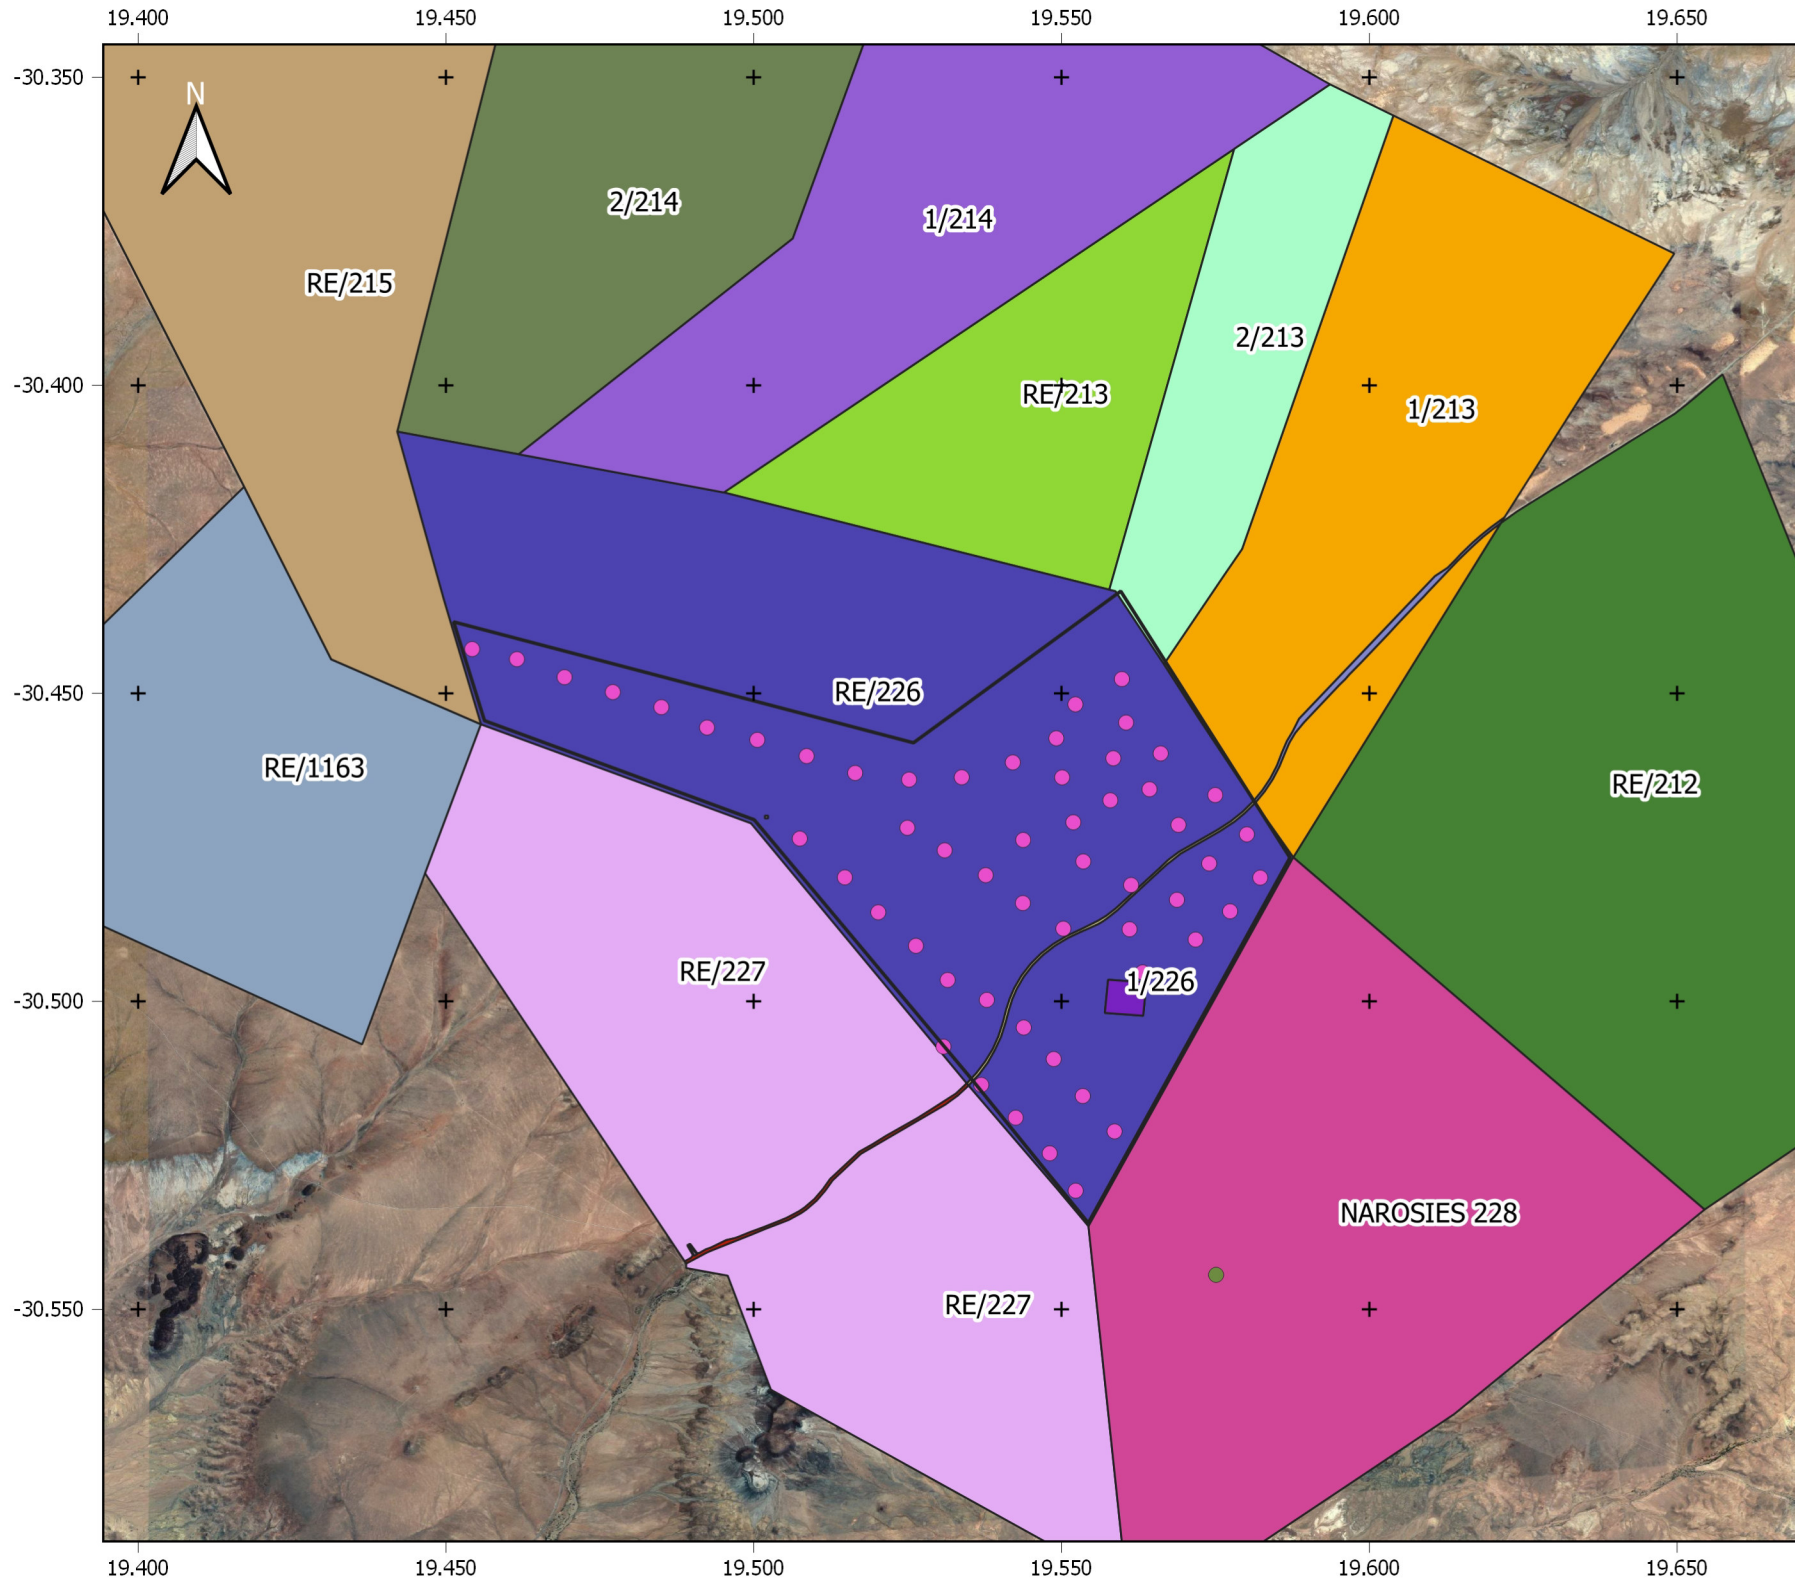 19.400 19.450 19.500 19.550 19.600 19.650
-30.350
N
2/214
1/214
RE/215
2/213
-30.400
RE/213
1/213
-30.450
RE/226
RE/1163
RE/212
RE/227
1/226
-30.500
NAROSIES 228
-30.550
RE/227
19.400 19.450 19.500 19.550 19.600 19.650